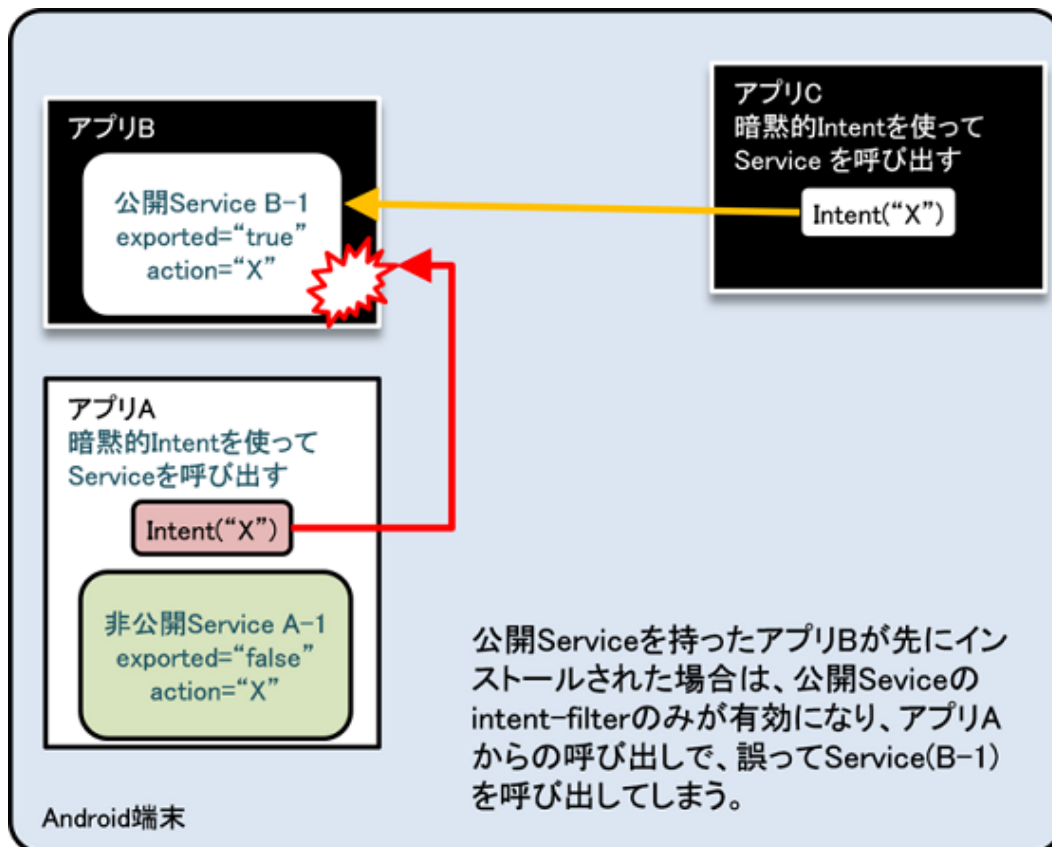 アプリB
公開Service B-1
exported=“true”
action=“X”
アプリC
暗黙的Intentを使って
Service を呼び出す
Intent(“X”)
アプリA
暗黙的Intentを使って
Serviceを呼び出す
Intent(“X”)
非公開Service A-1
exported=“false”
action=“X”
公開Serviceを持ったアプリBが先にイン
ストールされた場合は、公開Seviceの
intent-filterのみが有効になり、アプリA
からの呼び出しで、誤ってService(B-1)
を呼び出してしまう。
Android端末